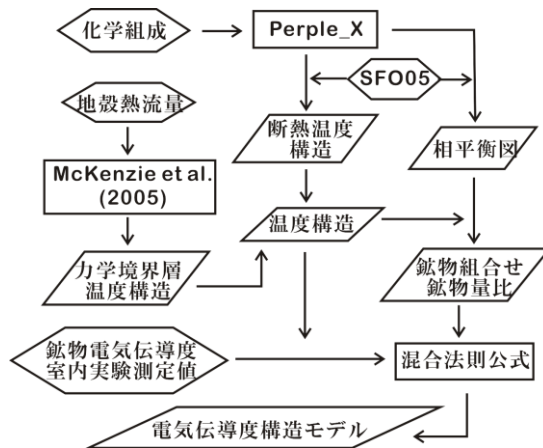 化学組成
Perple_X
SFO05
地殻熱流量
断熱温度
構造
相平衡図
McKenzie et al.
(2005)
温度構造
力学境界層
温度構造
鉱物組合せ
鉱物量比
鉱物電気伝導度
室内実験測定値
混合法則公式
電気伝導度構造モデル